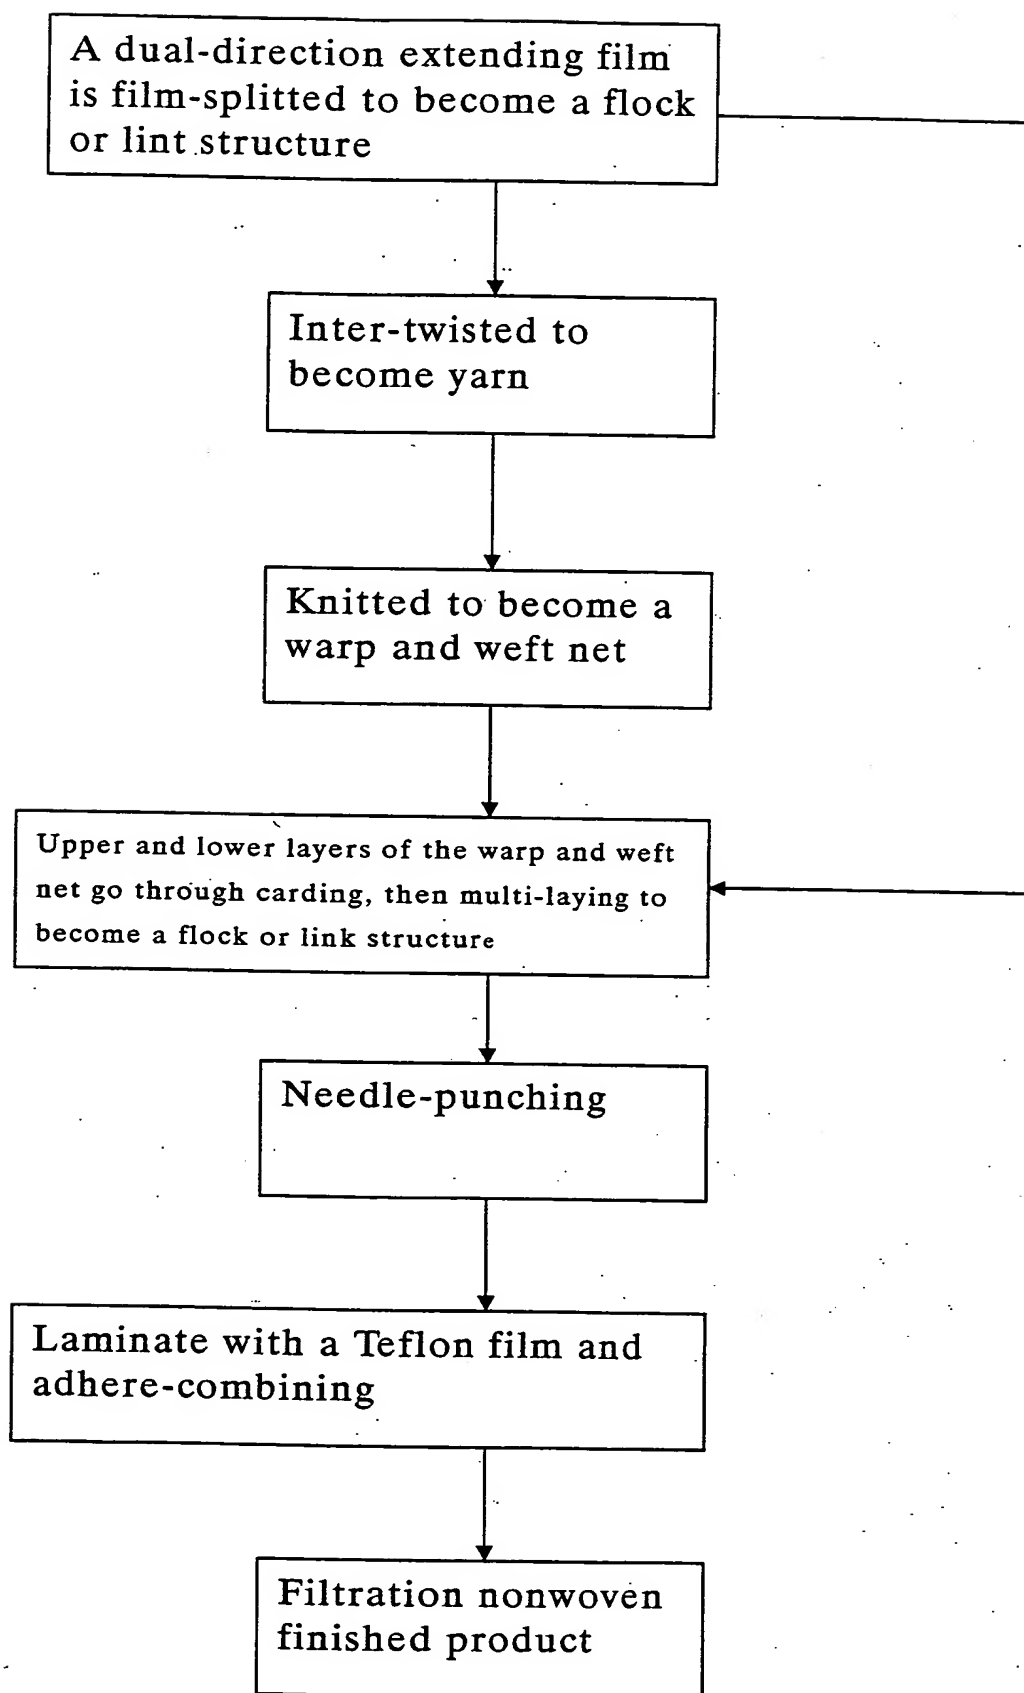 A dual-direction extending film
is film-splitted to become a flock
or lint structure
Inter-twisted to
become yarn
Knitted to become a
warp and weft net
Upper and lower layers of the warp and weft
net go through carding, then multi-laying to
become a flock or link structure
Needle-punching
Laminate with a Teflon film and
adhere-combining
Filtration nonwoven
finished product